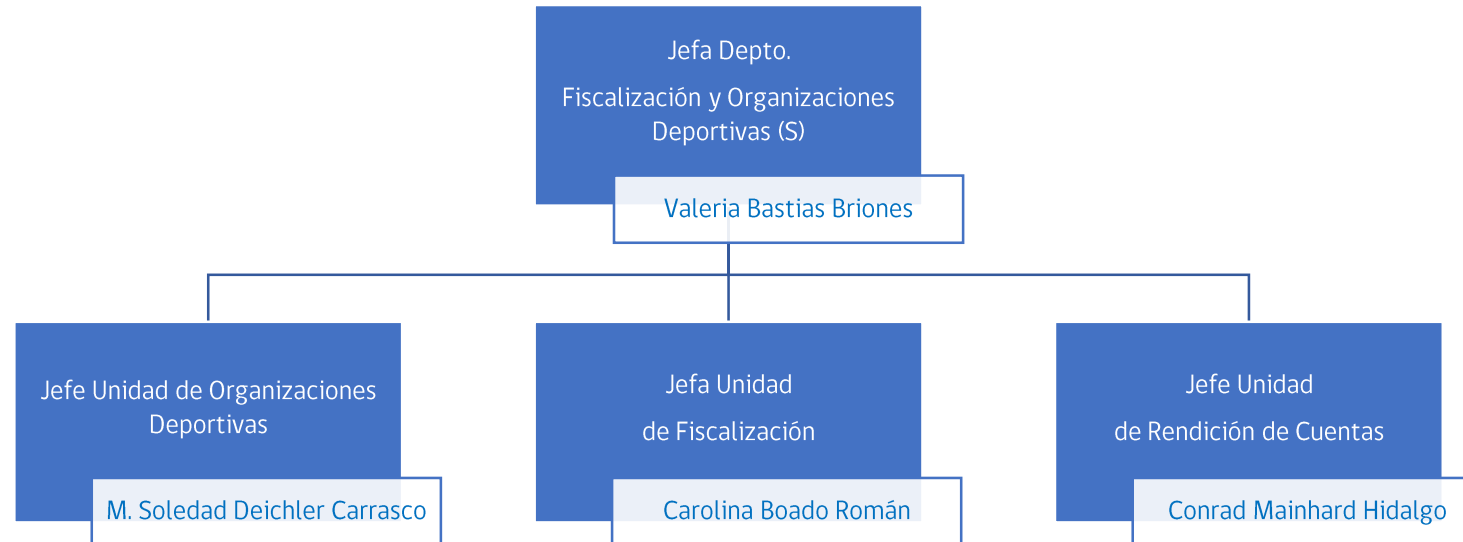 Jefa Depto.
Fiscalización y Organizaciones
Deportivas (S)
Valeria Bastias Briones
Jefe Unidad de Organizaciones
Deportivas
M. Soledad Deichler Carrasco
Jefa Unidad
de Fiscalización
Carolina Boado Román
Jefe Unidad
de Rendición de Cuentas
Conrad Mainhard Hidalgo